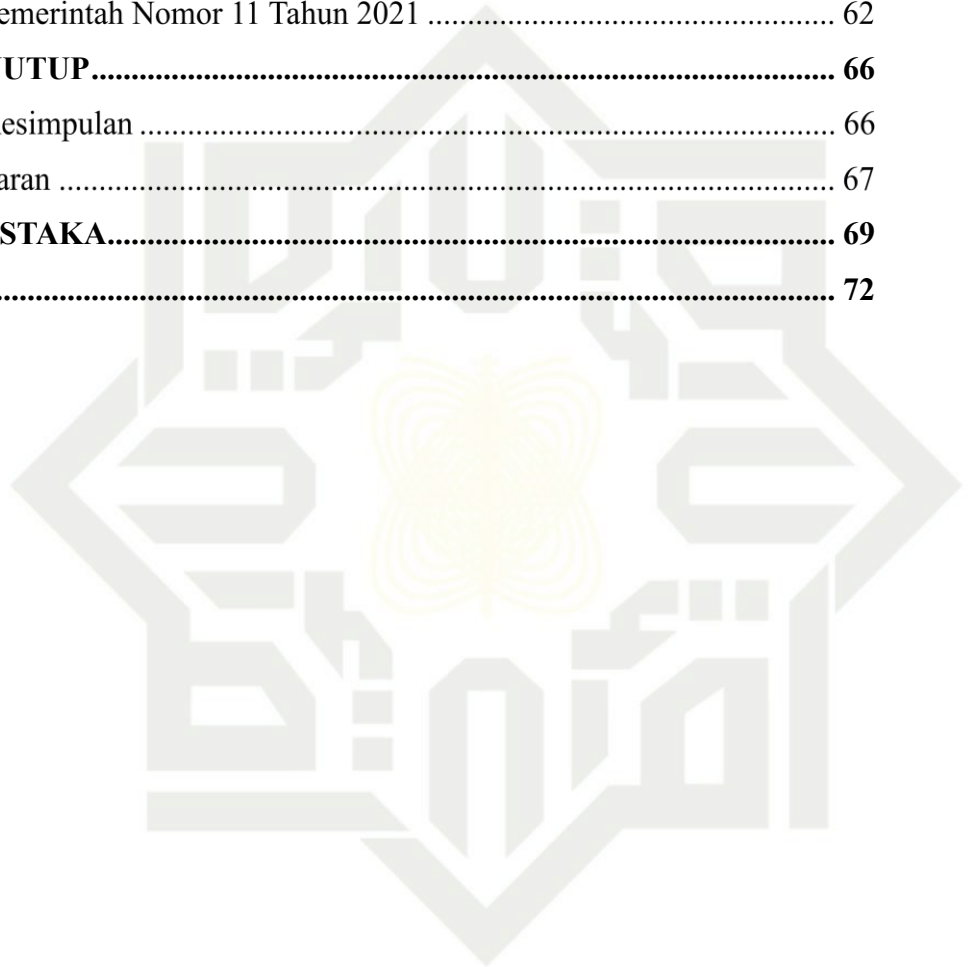 emerintah Nomor 11 Tahun 2021 .................................................. 62
UTUP............................................................................................ 66
esimpulan ...................................................................................... 66
aran ................................................................................................ 67
STAKA.......................................................................................... 69
........................................................................................................ 72